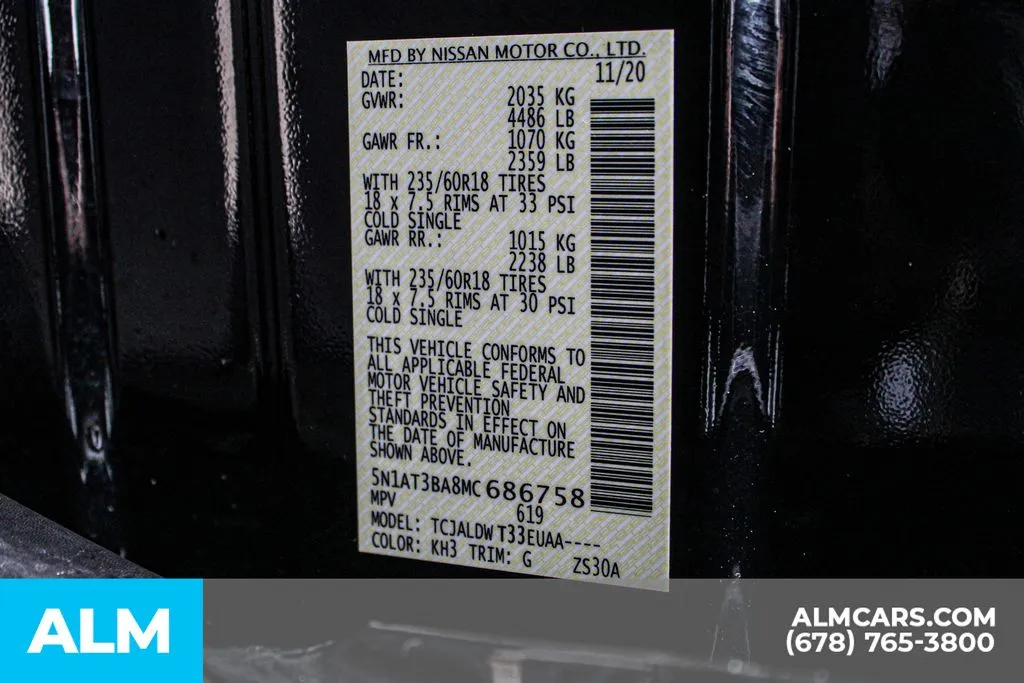 MFD BY NISSAN MOTOR CO., LTD.
DATE: 11/20
GVWR: 2035 KG
4486 LB
GAWR FR.: 1070 KG
2359 LB
WITH 235/60R18 TIRES
18 x 7.5 RIMS AT 33 PSI
COLD SINGLE
GAWR RR.: 1015 KG
2238 LB
WITH 235/60R18 TIRES
18 x 7.5 RIMS AT 30 PSI
COLD SINGLE
THIS VEHICLE CONFORMS TO
ALL APPLICABLE FEDERAL
MOTOR VEHICLE SAFETY AND
THEFT PREVENTION
STANDARDS IN EFFECT ON
THE DATE OF MANUFACTURE
SHOWN ABOVE.
5N1AT3BA8MC686758
MPV 619
MODEL: TCJALDWT33EUAA----
COLOR: KH3 TRIM: G ZS30A
ALM
ALMCARS.COM
(678) 765-3800